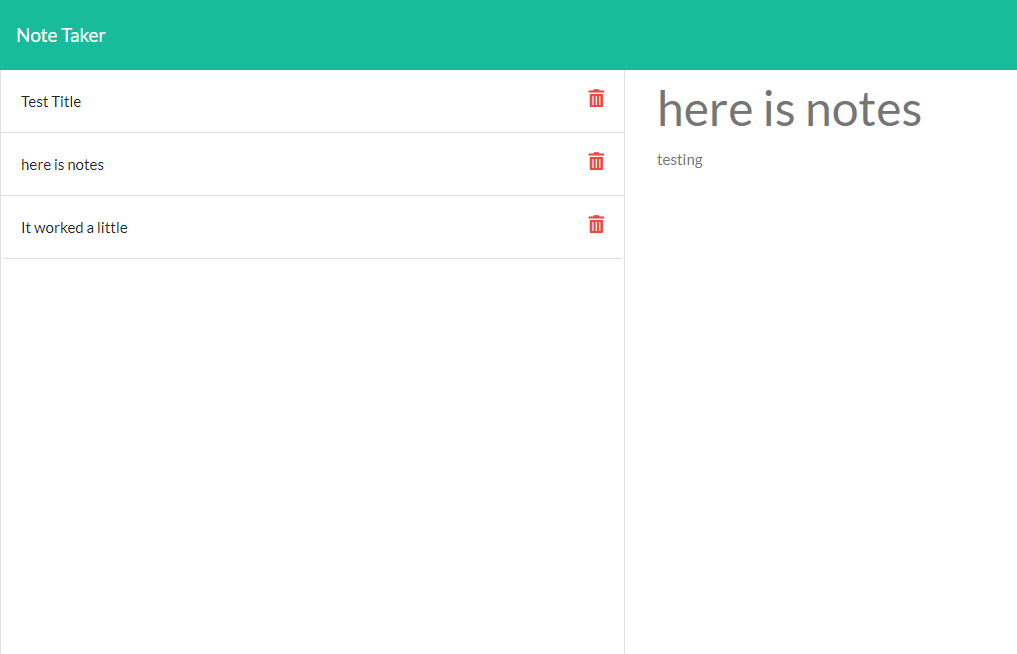 Note Taker
Test Title
here is notes
It worked a little
here is notes
testing